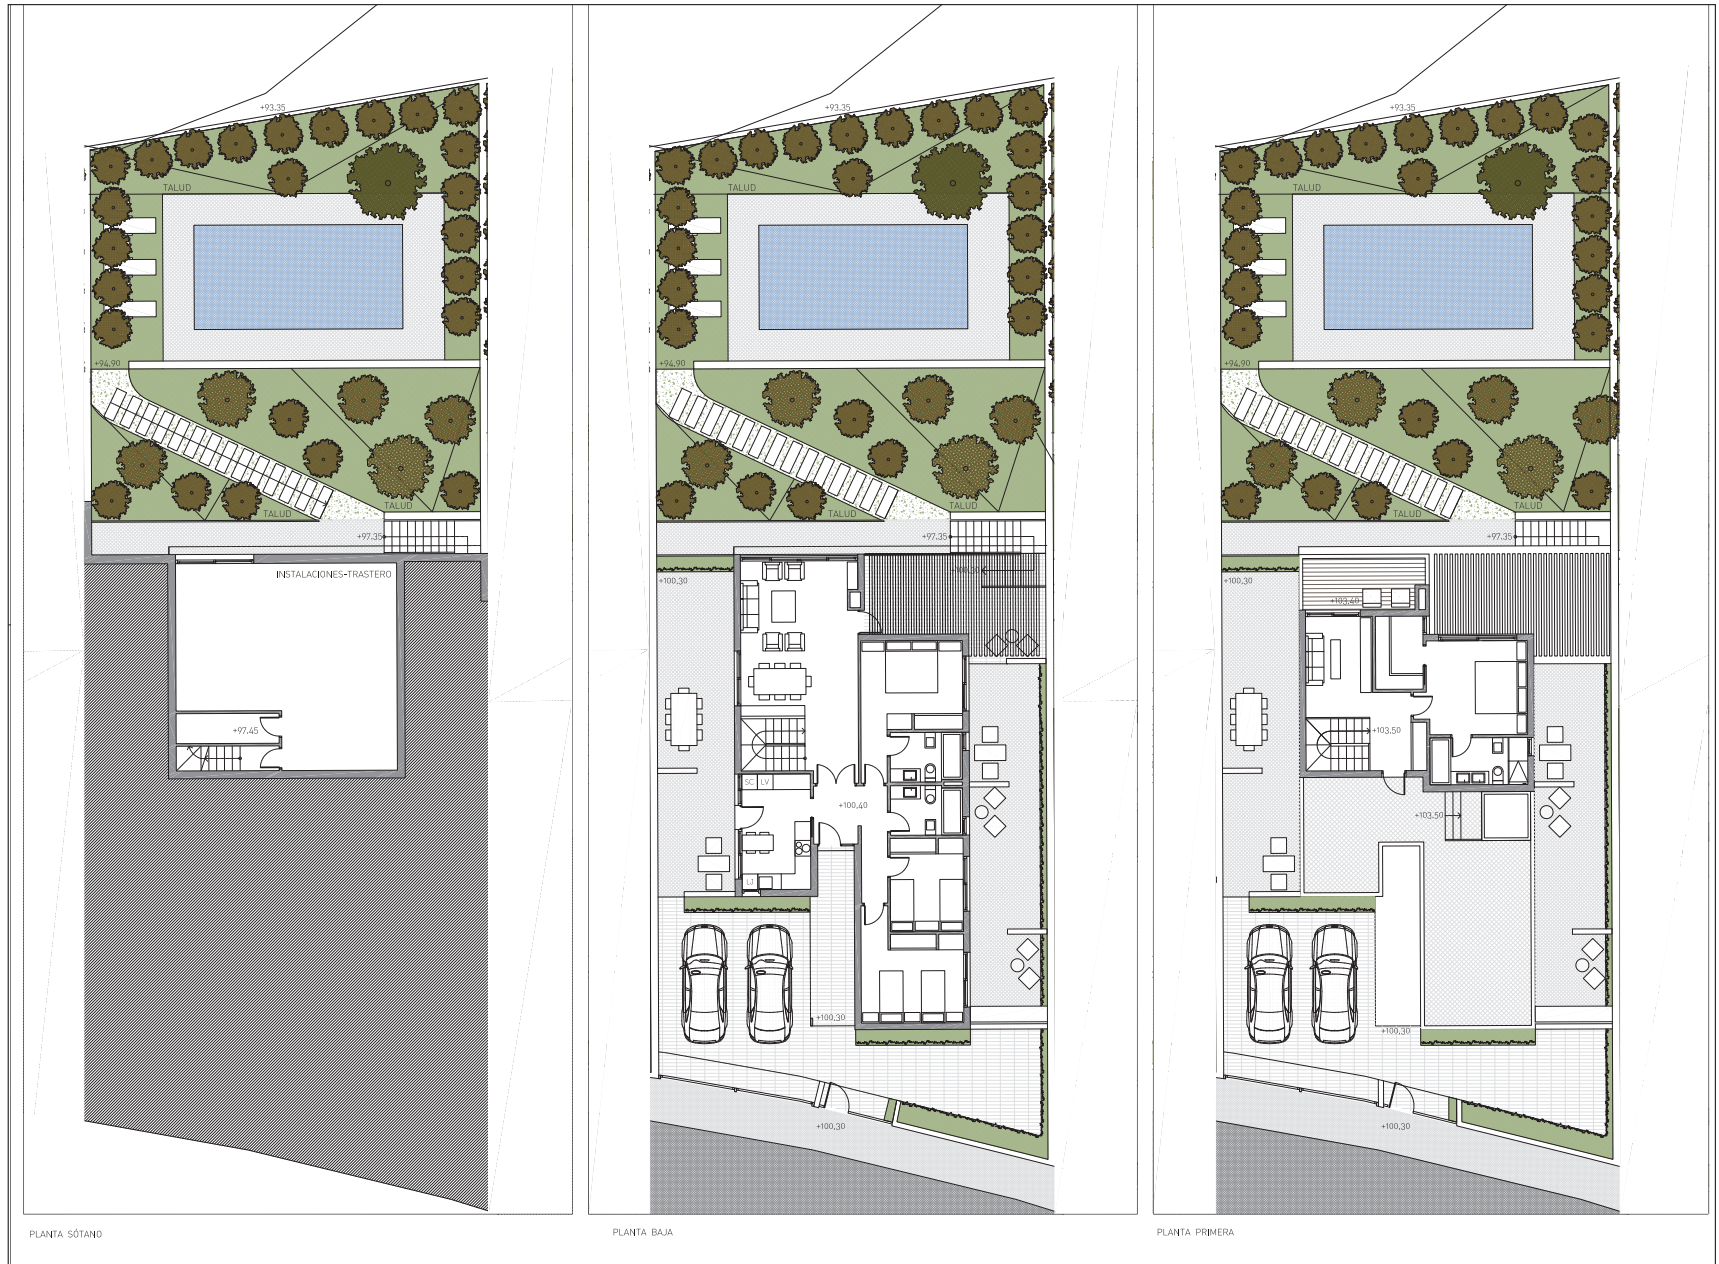 +93.35
TALUD
+94.90
TALUD
TALUD
+97.35
INSTALACIONES-TRASTERO
+97.45
PLANTA SÓTANO
+93.35
TALUD
+94.90
TALUD
TALUD
+97.35
+100,30
+100,30
SC LV
+100,40
LJ
+100,30
+100,30
PLANTA BAJA
+93.35
TALUD
+94.90
TALUD
TALUD
+97.35
+100,30
+103,40
+103,50
+103,50
+100,30
+100,30
PLANTA PRIMERA